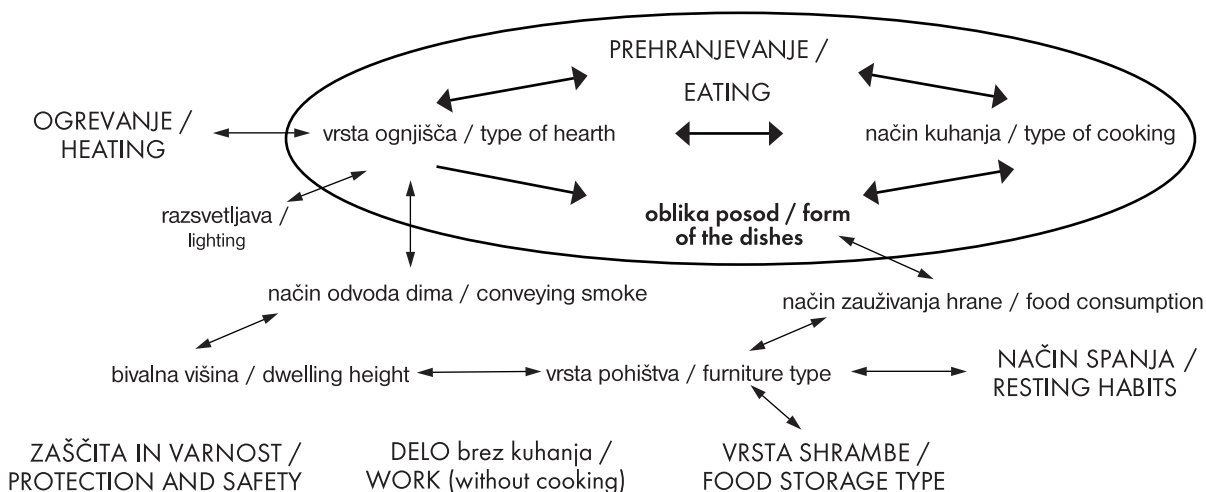 PREHRANJEVANJE /
EATING
OGREVANJE /
HEATING
vrsta ognjišča / type of hearth
način kuhanja / type of cooking
razsvetljava /
lighting
oblika posod / form
of the dishes
način odvoda dima / conveying smoke
način zauživanja hrane / food consumption
bivalna višina / dwelling height
vrsta pohištva / furniture type
NAČIN SPANJA /
RESTING HABITS
ZAŠČITA IN VARNOST /
PROTECTION AND SAFETY
DELO brez kuhanja /
WORK (without cooking)
VRSTA SHRAMBE /
FOOD STORAGE TYPE